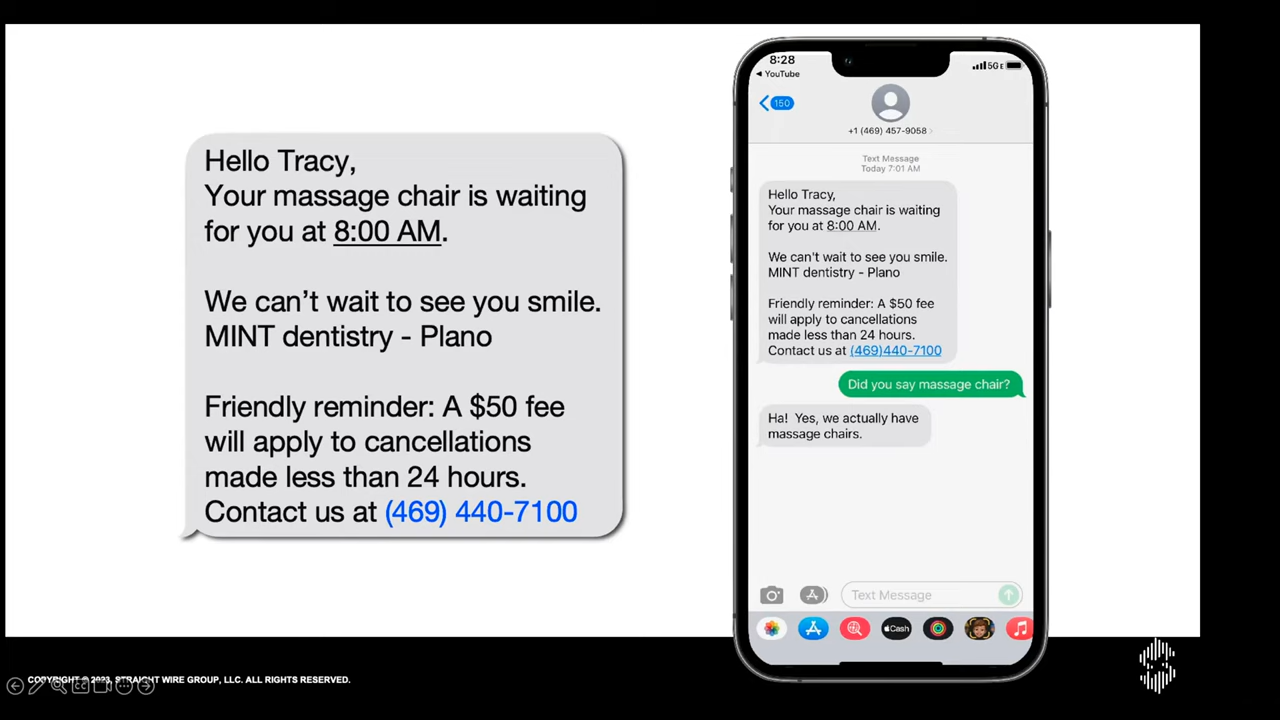 Hello Tracy,
Your massage chair is waiting
for you at 8:00 AM.
We can’t wait to see you smile.
MINT dentistry - Plano
Friendly reminder: A $50 fee
will apply to cancellations
made less than 24 hours.
Contact us at (469) 440-7100
8:28
YouTube
5GE
150
+1 (469) 457-9058
Text Message
Today 7:01 AM
Hello Tracy,
Your massage chair is waiting
for you at 8:00 AM.
We can't wait to see you smile.
MINT dentistry - Plano
Friendly reminder: A $50 fee
will apply to cancellations
made less than 24 hours.
Contact us at (469)440-7100
Did you say massage chair?
Ha!  Yes, we actually have
massage chairs.
Text Message
Cash
COPYRIGHT © 2023, STRAIGHT WIRE GROUP, LLC. ALL RIGHTS RESERVED.